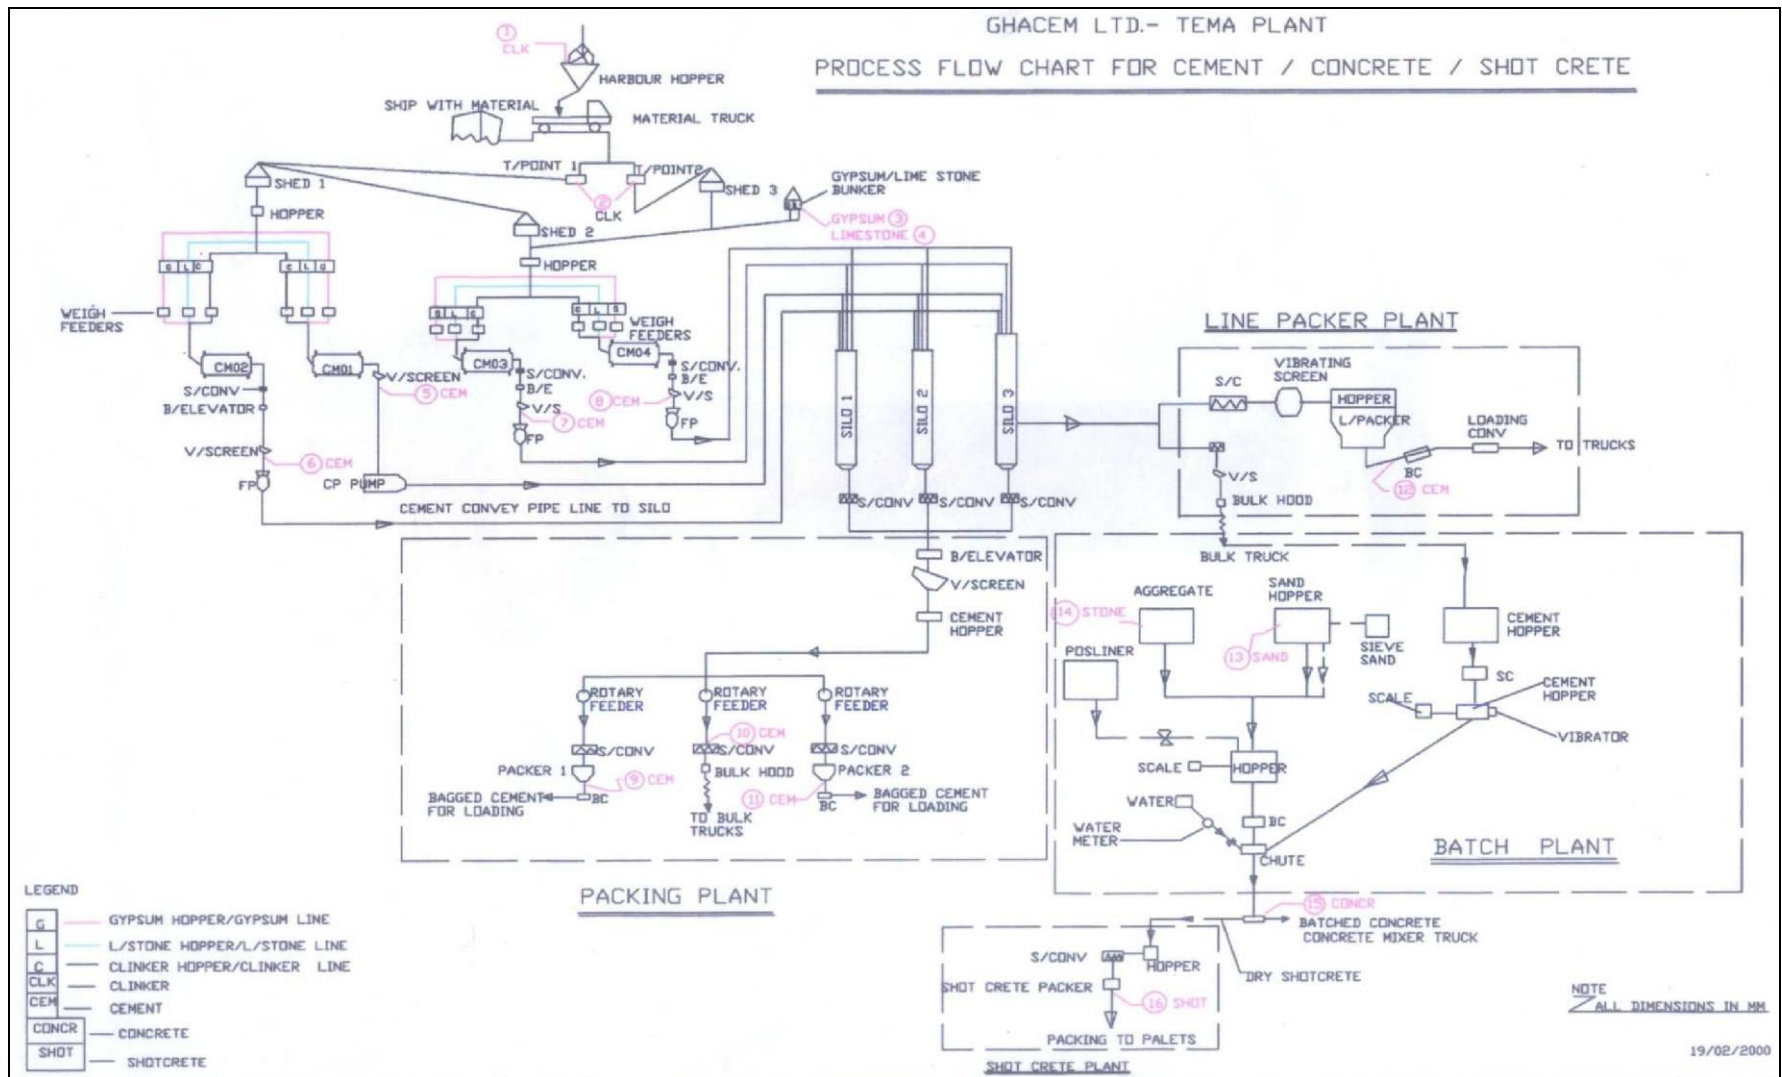 GHACEM LTD.- TEMA PLANT
PROCESS FLOW CHART FOR CEMENT / CONCRETE / SHOT CRETE
1
CLK
HARBOUR HOPPER
SHIP WITH MATERIAL
MATERIAL TRUCK
T/POINT 1
T/POINT2
2
CLK
SHED 1
SHED 3
GYPSUM/LIME STONE
BUNKER
GYPSUM 3
LIMESTONE 4
HOPPER
SHED 2
HOPPER
G L C
C L G
G L C
C L G
WEIGH
FEEDERS
WEIGH
FEEDERS
CM02
CM01
CM03
CM04
V/SCREEN
5 CEM
S/CONV
B/ELEVATOR
S/CONV.
B/E
V/S
7 CEM
FP
S/CONV.
B/E
V/S
8 CEM
FP
V/SCREEN
6 CEM
FP
CP PUMP
CEMENT CONVEY PIPE LINE TO SILO
SILO 1
SILO 2
SILO 3
S/CONV
S/CONV
S/CONV
LINE PACKER PLANT
S/C
VIBRATING
SCREEN
HOPPER
L/PACKER
LOADING
CONV
TO TRUCKS
BC
12 CEM
V/S
BULK HOOD
BULK TRUCK
B/ELEVATOR
V/SCREEN
CEMENT
HOPPER
ROTARY
FEEDER
ROTARY
FEEDER
ROTARY
FEEDER
10 CEM
S/CONV
S/CONV
S/CONV
PACKER 1
9 CEM
BULK HOOD
PACKER 2
11 CEM
BAGGED CEMENT
FOR LOADING
BC
TO BULK
TRUCKS
BC
BAGGED CEMENT
FOR LOADING
PACKING PLANT
AGGREGATE
14 STONE
SAND
HOPPER
13 SAND
SIEVE
SAND
CEMENT
HOPPER
POSLINER
SC
SCALE
CEMENT
HOPPER
VIBRATOR
SCALE
HOPPER
WATER
BC
WATER
METER
CHUTE
BATCH PLANT
15 CONCR
BATCHED CONCRETE
CONCRETE MIXER TRUCK
S/CONV
HOPPER
DRY SHOTCRETE
SHOT CRETE PACKER
16 SHOT
PACKING TO PALETS
SHOT CRETE PLANT
LEGEND
G GYPSUM HOPPER/GYPSUM LINE
L L/STONE HOPPER/L/STONE LINE
C CLINKER HOPPER/CLINKER LINE
CLK CLINKER
CEM CEMENT
CONCR CONCRETE
SHOT SHOTCRETE
NOTE
ALL DIMENSIONS IN MM
19/02/2000